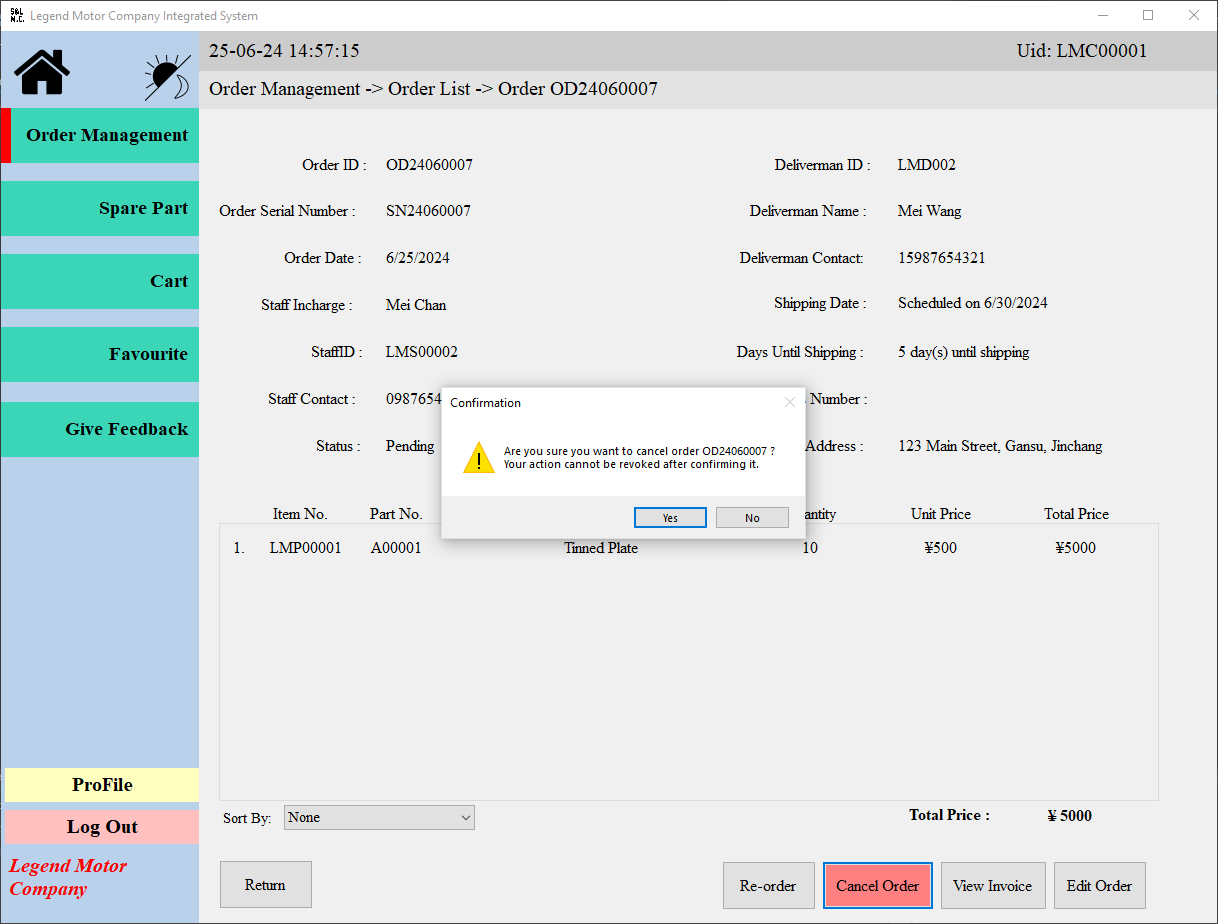 S&L
M.C.
Legend Motor Company Integrated System
25-06-24 14:57:15
Uid: LMC00001
Order Management -> Order List -> Order OD24060007
Order Management
Spare Part
Cart
Favourite
Give Feedback
ProFile
Log Out
Legend Motor
Company
Order ID : OD24060007
Deliverman ID : LMD002
Order Serial Number : SN24060007
Deliverman Name : Mei Wang
Order Date : 6/25/2024
Deliverman Contact: 15987654321
Staff Incharge : Mei Chan
Shipping Date : Scheduled on 6/30/2024
StaffID : LMS00002
Days Until Shipping : 5 day(s) until shipping
Staff Contact : 0987654
Number :
Status : Pending
Address : 123 Main Street, Gansu, Jinchang
Confirmation
Are you sure you want to cancel order OD24060007 ?
Your action cannot be revoked after confirming it.
Yes No
Item No. Part No. antity Unit Price Total Price
1. LMP00001 A00001 Tinned Plate 10 ¥500 ¥5000
Sort By: None
Total Price : ¥ 5000
Return
Re-order
Cancel Order
View Invoice
Edit Order